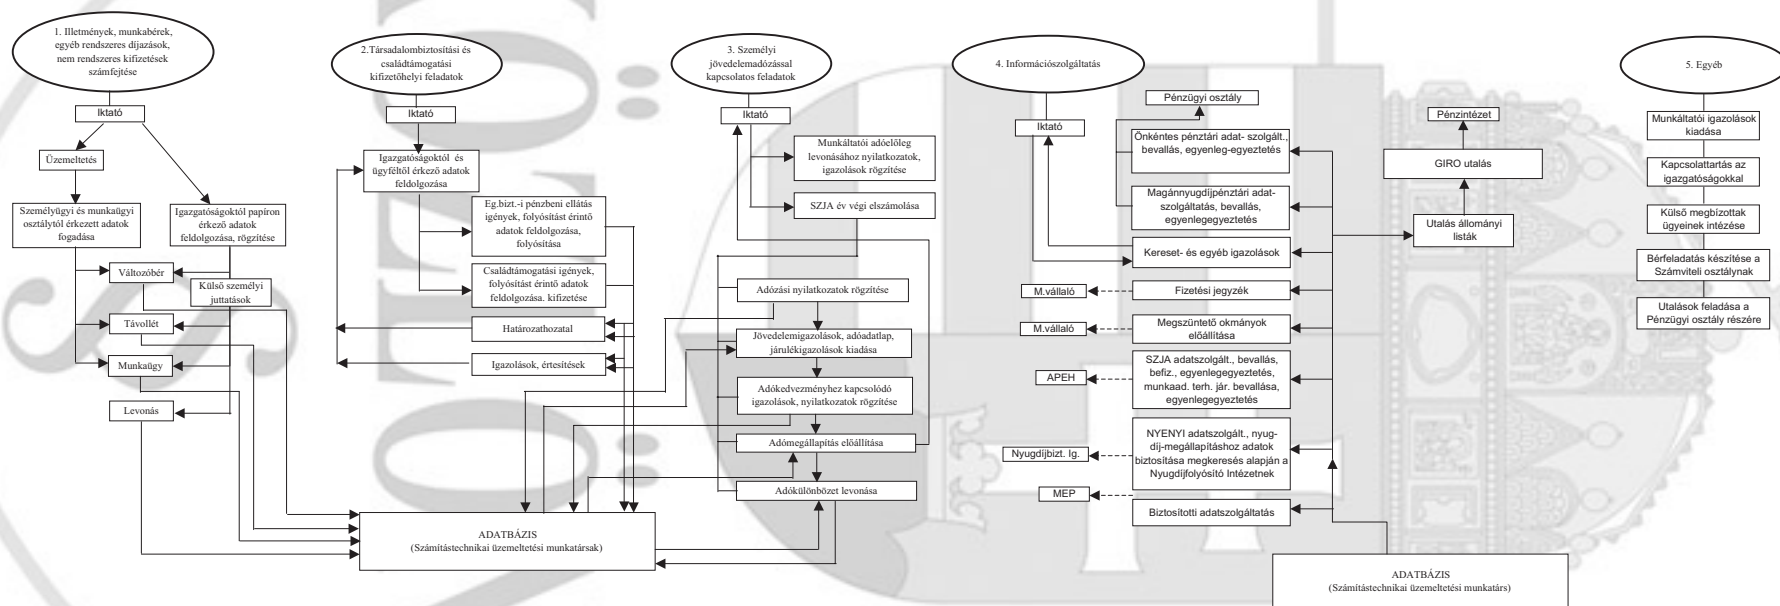 1. Illetmények, munkabérek,
egyéb rendszeres díjazások,
nem rendszeres kifizetések
számfejtése
Iktató
Üzemeltetés
Személyügyi és munkaügyi
osztálytól érkezett adatok
fogadása
Igazgatóságoktól papíron
érkező adatok
feldolgozása, rögzítése
Változóbér
Külső személyi
juttatások
Távollét
Munkaügy
Levonás
2.Társadalombiztosítási és
családtámogatási
kifizetőhelyi feladatok
Iktató
Igazgatóságoktól és
ügyféltől érkező adatok
feldolgozása
Eg.bizt.-i pénzbeni ellátás
igények, folyósítást érintő
adatok feldolgozása,
folyósítása
Családtámogatási igények,
folyósítást érintő adatok
feldolgozása. kifizetése
Határozathozatal
Igazolások, értesítések
3. Személyi
jövedelemadózással
kapcsolatos feladatok
Iktató
Munkáltatói adóelőleg
levonásához nyilatkozatok,
igazolások rögzítése
SZJA év végi elszámolása
Adózási nyilatkozatok rögzítése
Jövedelemigazolások, adóadatlap,
járulékigazolások kiadása
Adókedvezményhez kapcsolódó
igazolások, nyilatkozatok rögzítése
Adómegállapítás előállítása
Adókülönbözet levonása
ADATBÁZIS
(Számítástechnikai üzemeltetési munkatársak)
4. Információszolgáltatás
Iktató
Pénzügyi osztály
Önkéntes pénztári adat- szolgált.,
bevallás, egyenleg-egyeztetés
Magánnyugdíjpénztári adat-
szolgáltatás, bevallás,
egyenlegegyeztetés
Kereset- és egyéb igazolások
M.vállaló
Fizetési jegyzék
M.vállaló
Megszüntető okmányok
előállítása
APEH
SZJA adatszolgált., bevallás,
befiz., egyenlegegyeztetés,
munkaad. terh. jár. bevallása,
egyenlegegyeztetés
Nyugdíjbizt. Ig.
NYENYI adatszolgált., nyug-
díj-megállapításhoz adatok
biztosítása megkeresés alapján a
Nyugdíjfolyósító Intézetnek
MEP
Biztosítotti adatszolgáltatás
Pénzintézet
GIRO utalás
Utalás állományi
listák
ADATBÁZIS
(Számítástechnikai üzemeltetési munkatárs)
5. Egyéb
Munkáltatói igazolások
kiadása
Kapcsolattartás az
igazgatóságokkal
Külső megbízottak
ügyeinek intézése
Bérfeladatás készítése a
Számviteli osztálynak
Utalások feladása a
Pénzügyi osztály részére